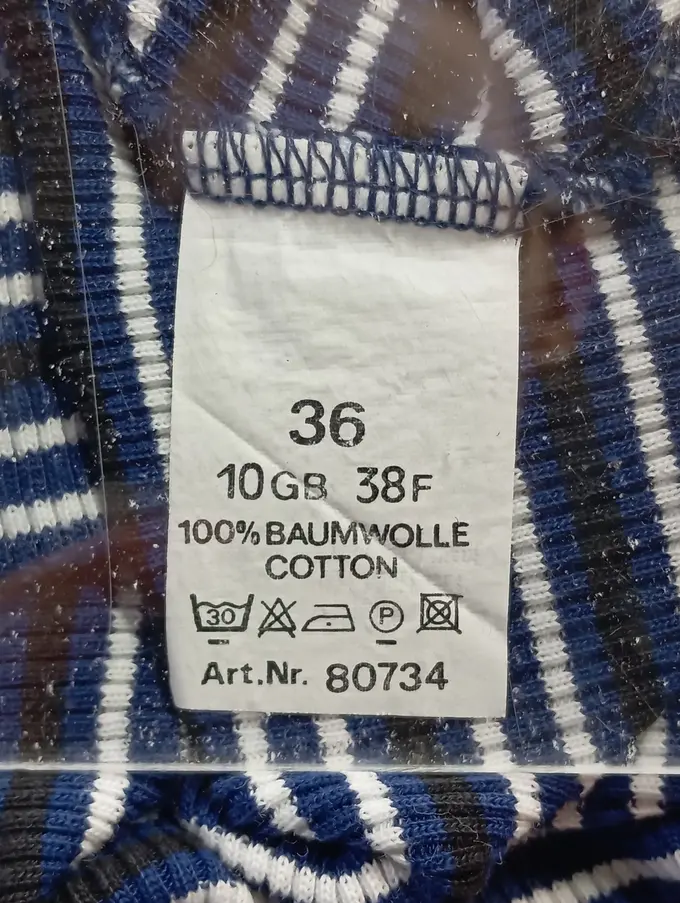 36
10GB 38F
100% BAUMWOLLE
COTTON
30 P
Art.Nr. 80734